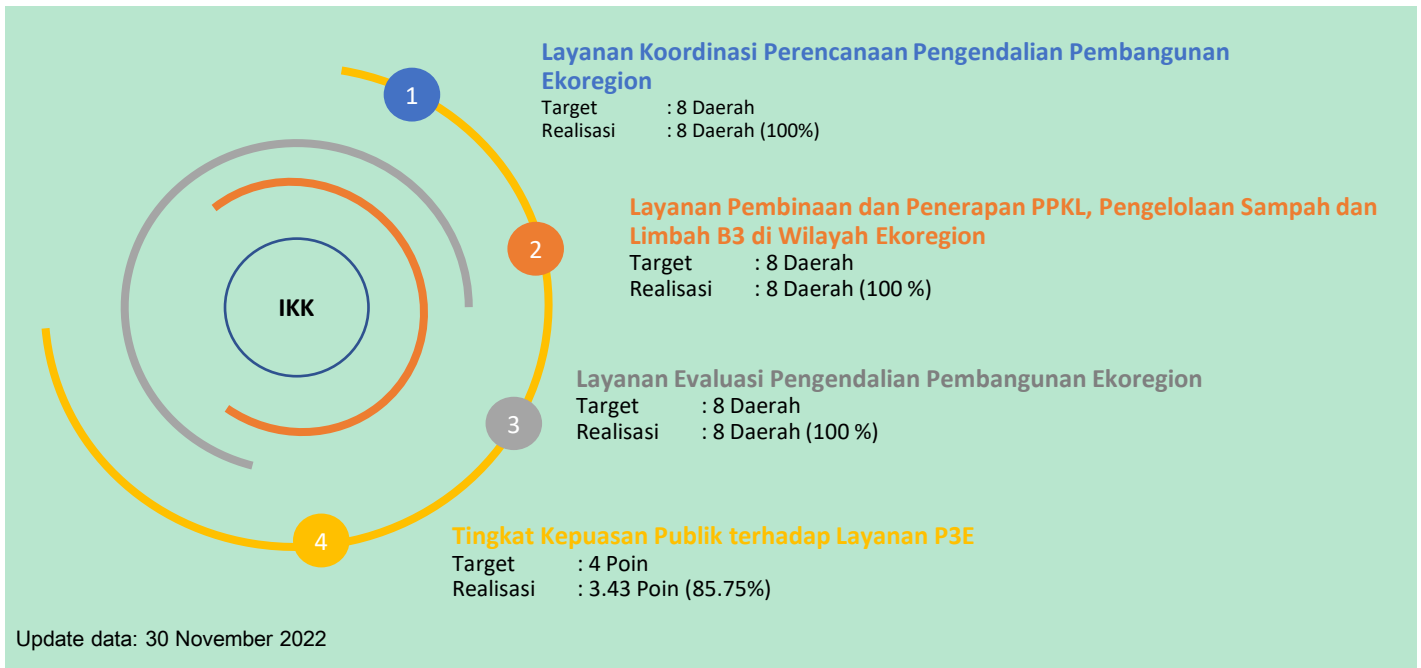 Layanan Koordinasi Perencanaan Pengendalian Pembangunan
Ekoregion
Target : 8 Daerah
Realisasi : 8 Daerah (100%)
1
Layanan Pembinaan dan Penerapan PPKL, Pengelolaan Sampah dan
Limbah B3 di Wilayah Ekoregion
Target : 8 Daerah
Realisasi : 8 Daerah (100 %)
2
IKK
Layanan Evaluasi Pengendalian Pembangunan Ekoregion
Target : 8 Daerah
Realisasi : 8 Daerah (100 %)
3
Tingkat Kepuasan Publik terhadap Layanan P3E
Target : 4 Poin
Realisasi : 3.43 Poin (85.75%)
4
Update data: 30 November 2022